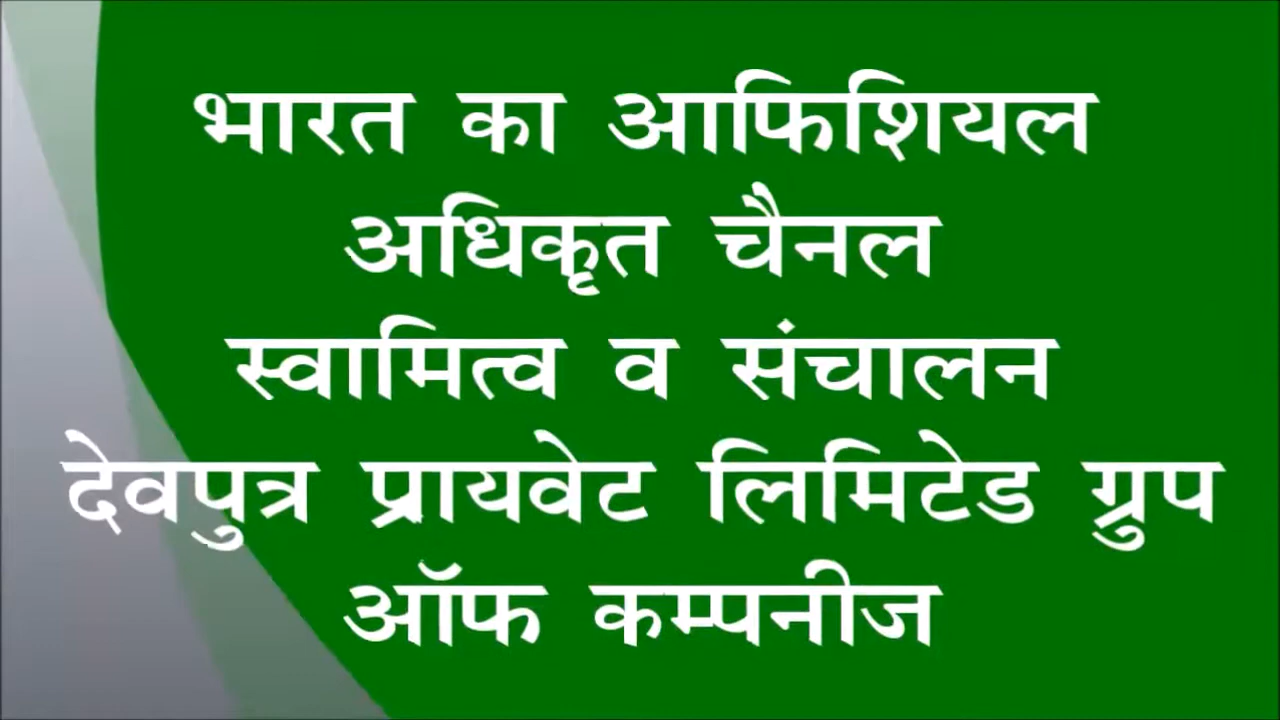 भारत का आफिशियल
अधिकृत चैनल
स्वामित्व व संचालन
देवपुत्र प्रायवेट लिमिटेड ग्रुप
ऑफ कम्पनीज